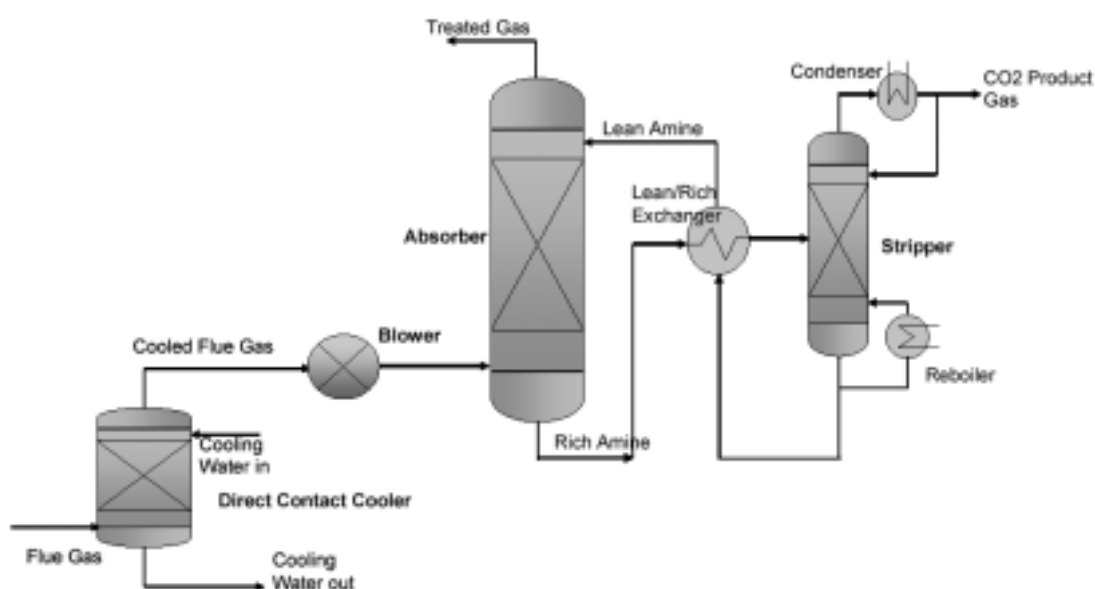 Treated Gas
Condenser
CO2 Product
Gas
Lean Amine
Lean/Rich
Exchanger
Absorber
Stripper
Blower
Cooled Flue Gas
Reboiler
Rich Amine
Cooling
Water in
Direct Contact Cooler
Flue Gas
Cooling
Water out